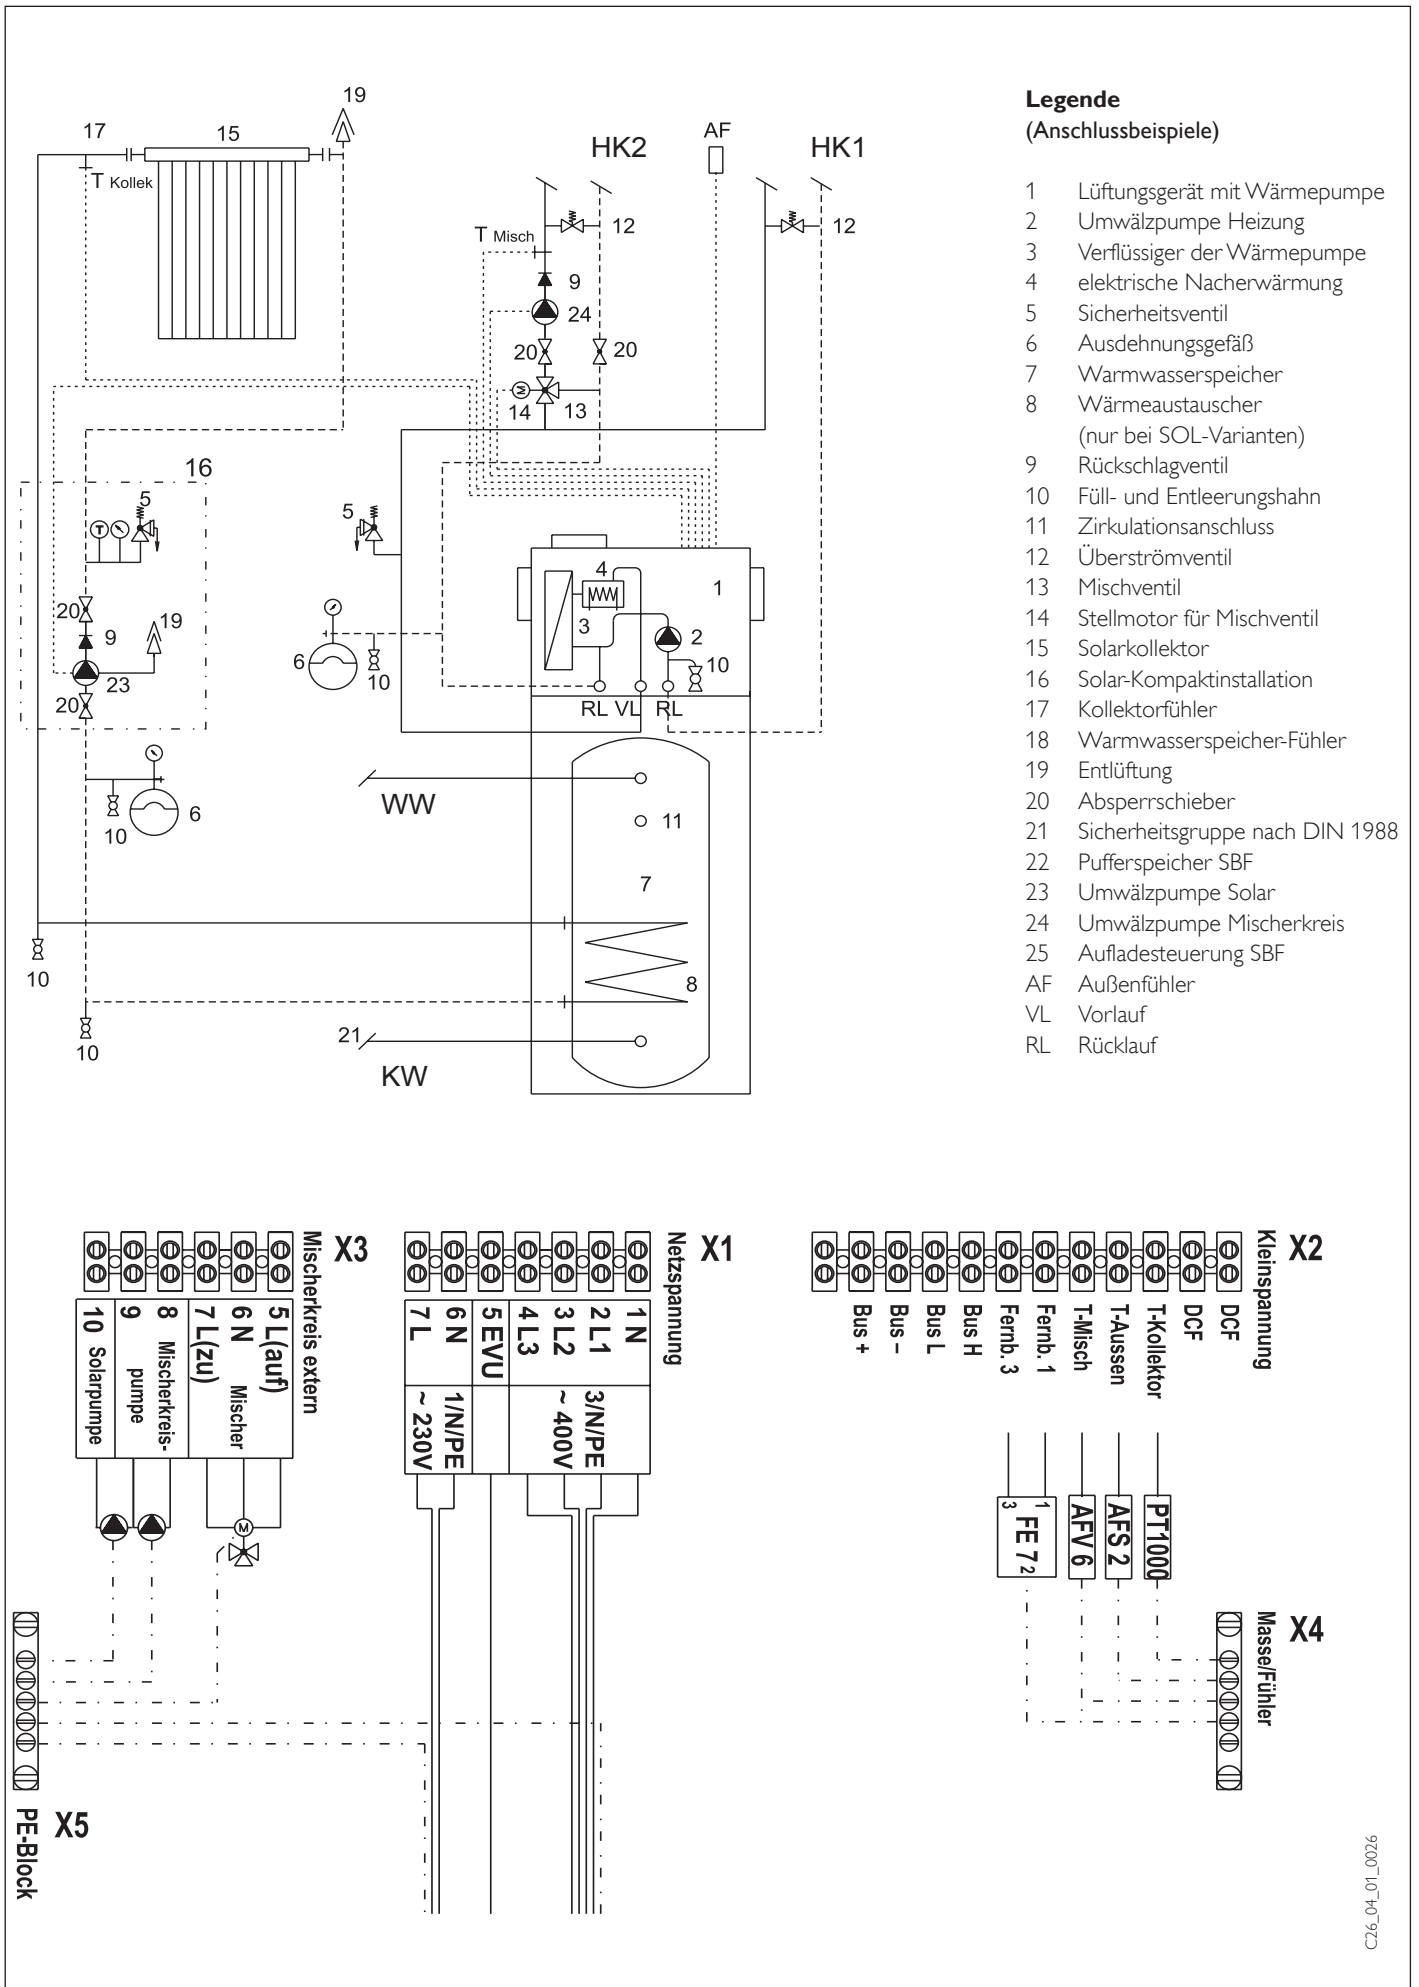 19
17
15
T Kollek
HK2
AF
HK1
12
12
T Misch
9
24
20
20
14
13
16
5
5
20
9
19
23
20
6
10
4
1
3
2
10
RL VL RL
10
6
WW
11
7
10
8
10
21
KW
Legende
(Anschlussbeispiele)
1 Lüftungsgerät mit Wärmepumpe
2 Umwälzpumpe Heizung
3 Verflüssiger der Wärmepumpe
4 elektrische Nacherwärmung
5 Sicherheitsventil
6 Ausdehnungsgefäß
7 Warmwasserspeicher
8 Wärmeaustauscher
(nur bei SOL-Varianten)
9 Rückschlagventil
10 Füll- und Entleerungshahn
11 Zirkulationsanschluss
12 Überströmventil
13 Mischventil
14 Stellmotor für Mischventil
15 Solarkollektor
16 Solar-Kompaktinstallation
17 Kollektorfühler
18 Warmwasserspeicher-Fühler
19 Entlüftung
20 Absperrschieber
21 Sicherheitsgruppe nach DIN 1988
22 Pufferspeicher SBF
23 Umwälzpumpe Solar
24 Umwälzpumpe Mischerkreis
25 Aufladesteuerung SBF
AF Außenfühler
VL Vorlauf
RL Rücklauf
X3
Mischerkreis extern
5 L(auf)
6 N
7 L(zu)
Mischer
8
9
Mischerkreis-
pumpe
10 Solarpumpe
M
X1
Netzspannung
1 N
2 L1
3 L2
4 L3
5 EVU
6 N
7 L
3/N/PE
~ 400V
1/N/PE
~ 230V
X2
Kleinspannung
DCF
DCF
T-Kollektor
T-Aussen
T-Misch
Fernb. 1
Fernb. 3
Bus H
Bus L
Bus –
Bus +
PT1000
AFS 2
AFV 6
1
3
FE 7
2
X4
Masse/Fühler
X5
PE-Block
C26_04_01_0026